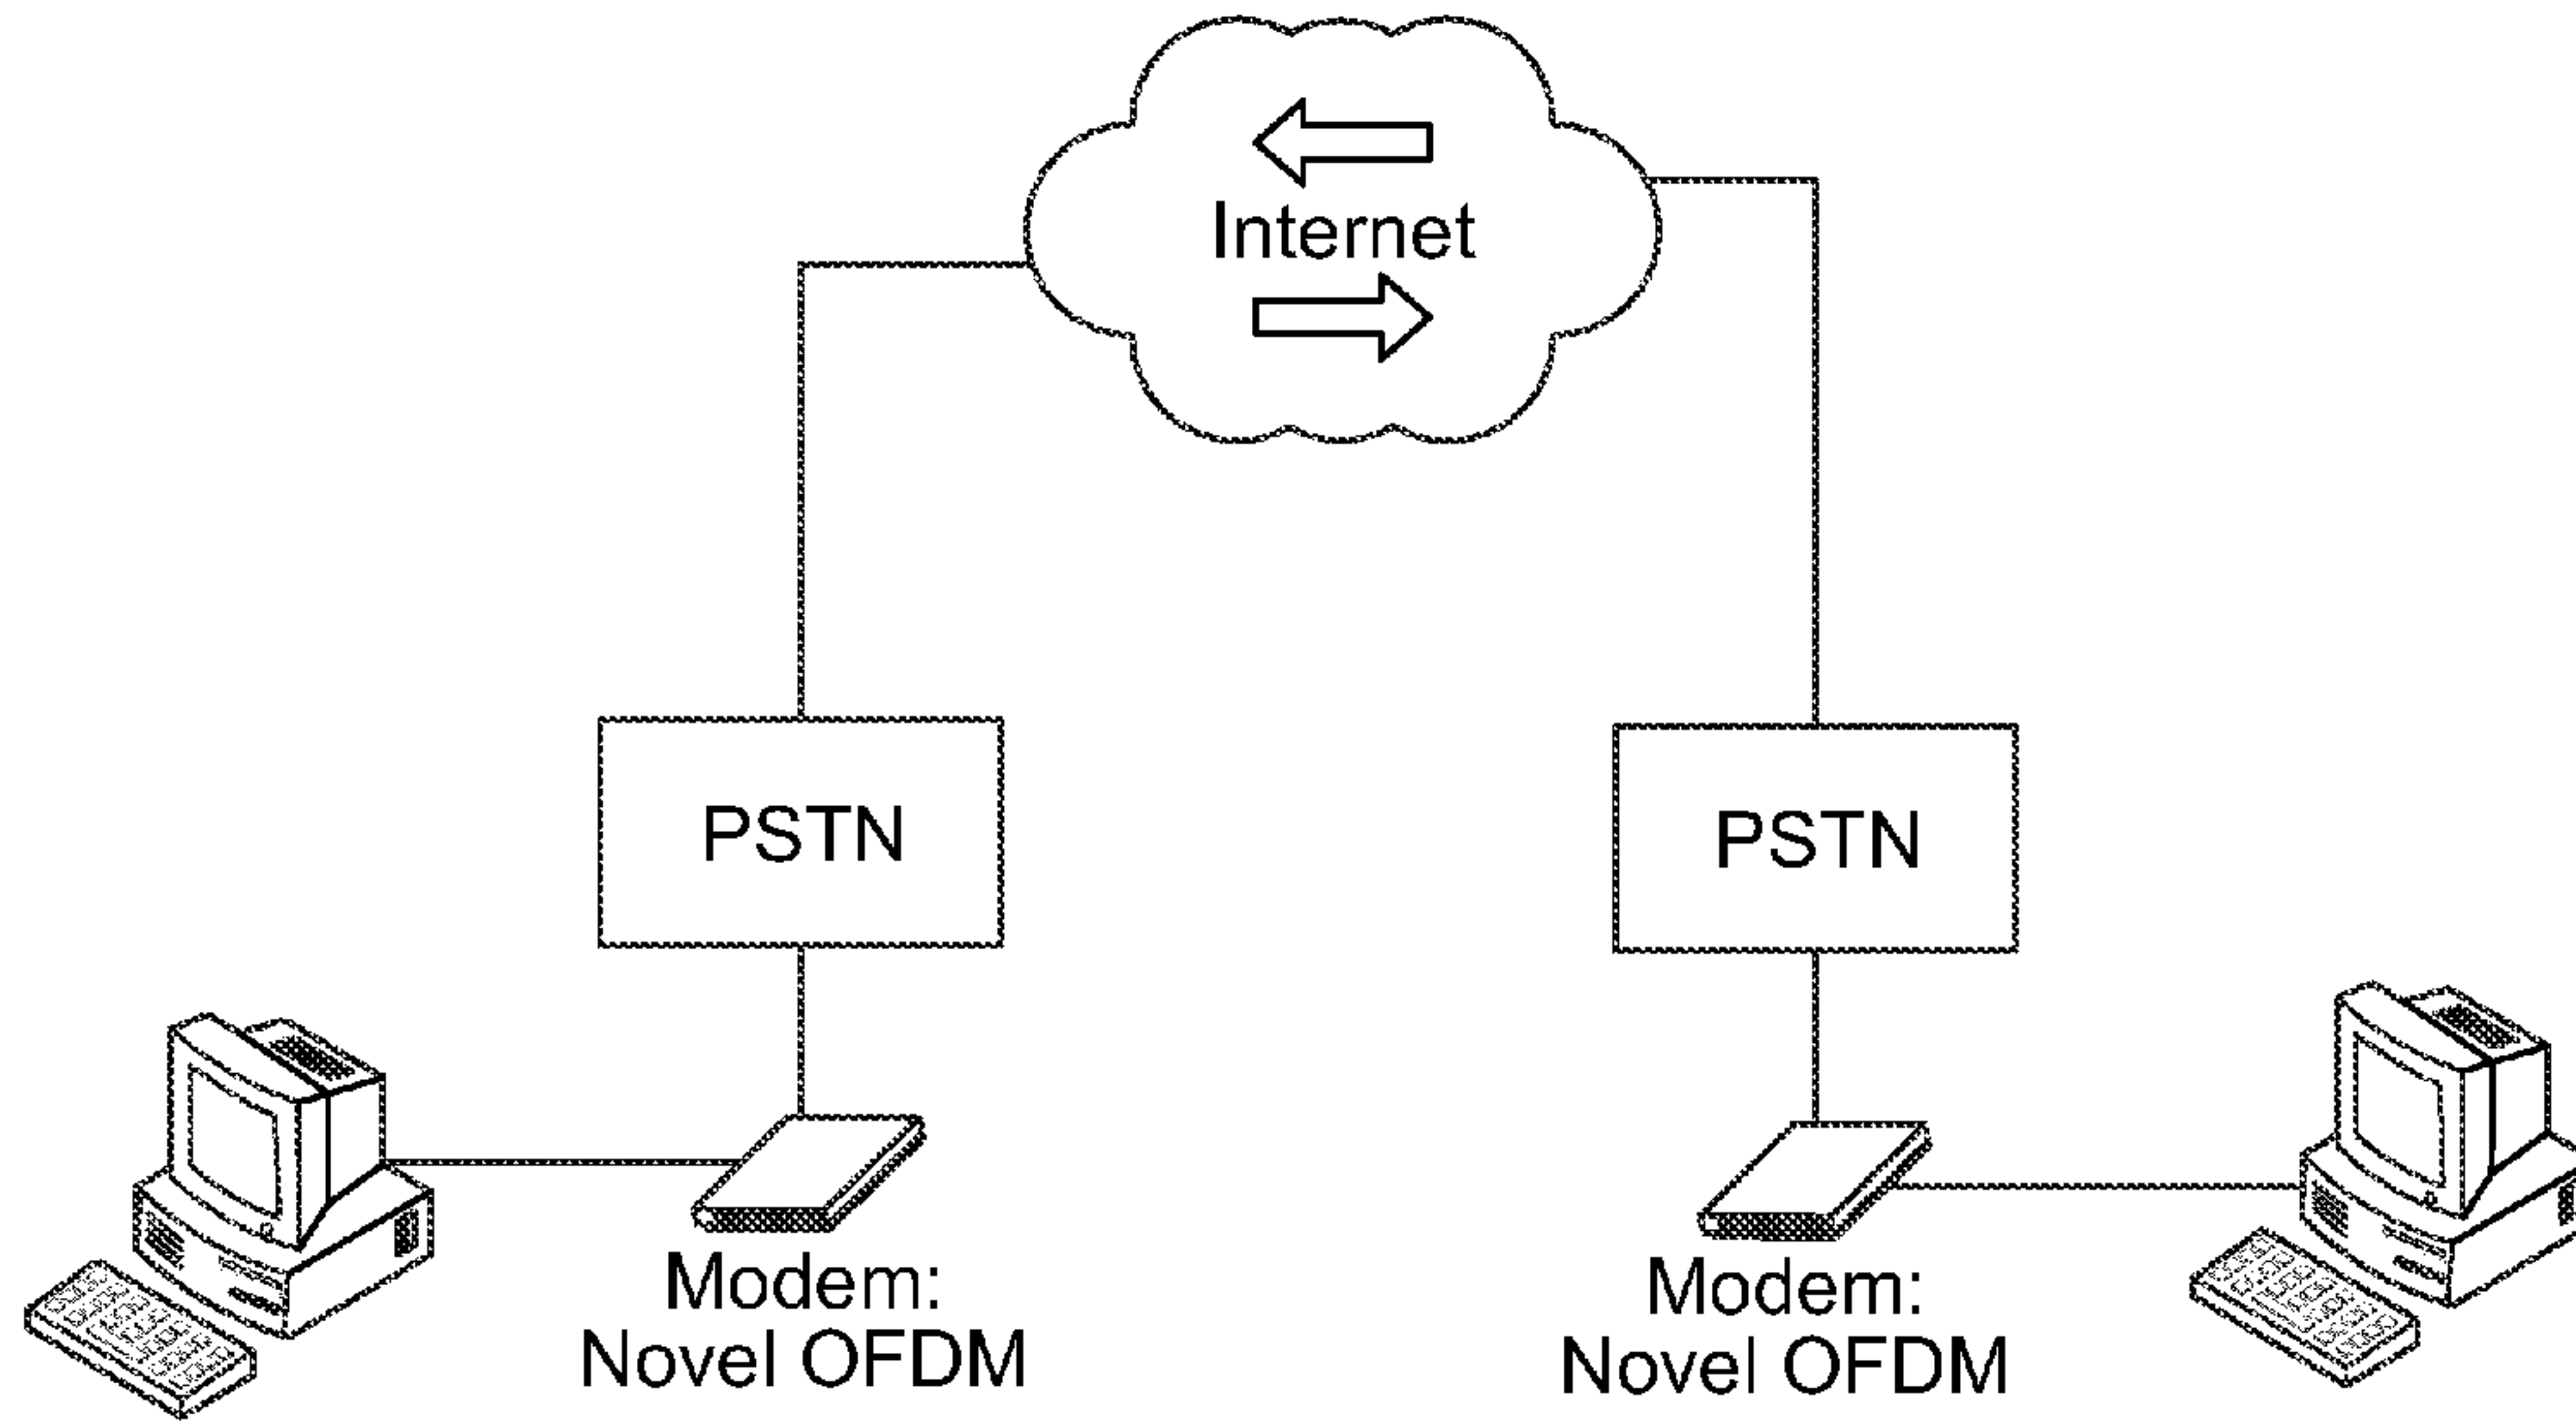 Internet
PSTN
PSTN
Modem:
Novel OFDM
Modem:
Novel OFDM